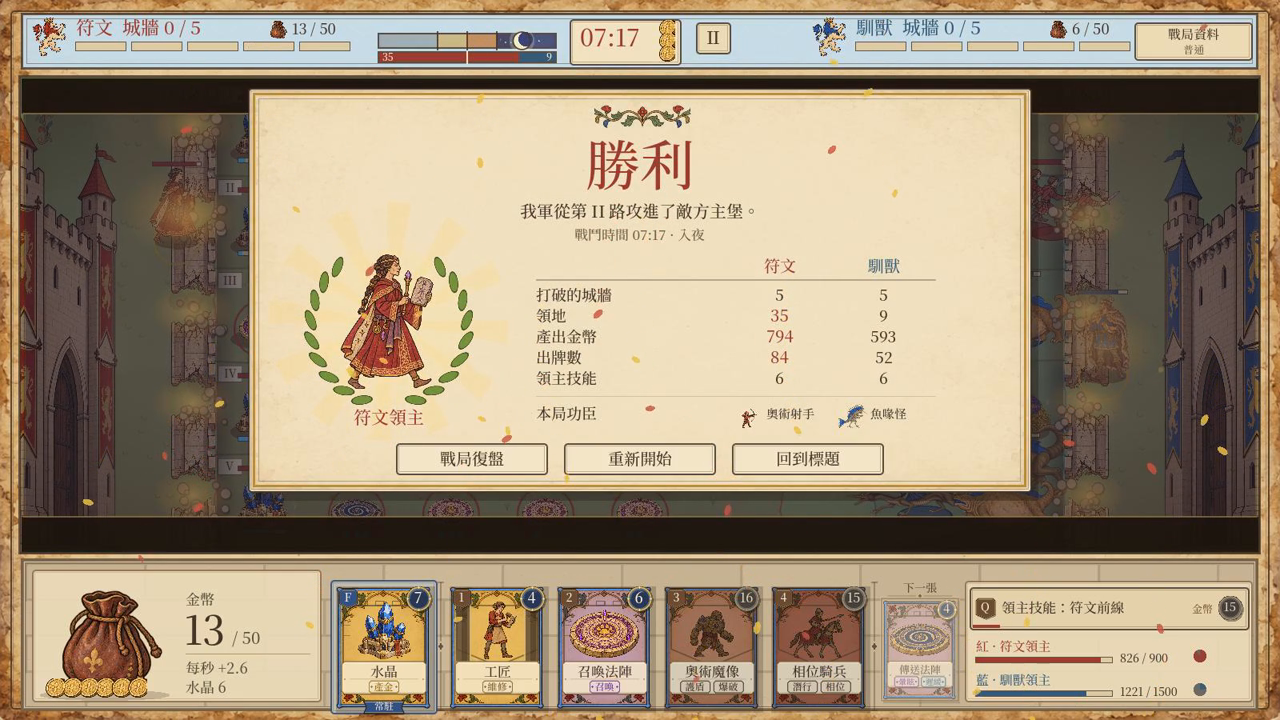 符文 城牆 0 / 5
13 / 50
35
9
07:17
II
馴獸 城牆 0 / 5
6 / 50
戰局資料
普通
勝利
我軍從第 II 路攻進了敵方主堡。
戰鬥時間 07:17 · 入夜
符文 馴獸
打破的城牆 5 5
領地 35 9
產出金幣 794 593
出牌數 84 52
領主技能 6 6
本局功臣 奧術射手 魚喙怪
符文領主
戰局復盤
重新開始
回到標題
II
III
IV
V
金幣
13 / 50
每秒 +2.6
水晶 6
F 7
水晶
·產金·
常駐
1 4
工匠
·維修·
2 6
召喚法陣
·召喚·
3 16
奧術魔像
護盾 爆破
4 15
相位騎兵
潛行 相位
下一張
4
傳送法陣
Q 領主技能：符文前線 金幣 15
紅 · 符文領主
826 / 900
藍 · 馴獸領主
1221 / 1500